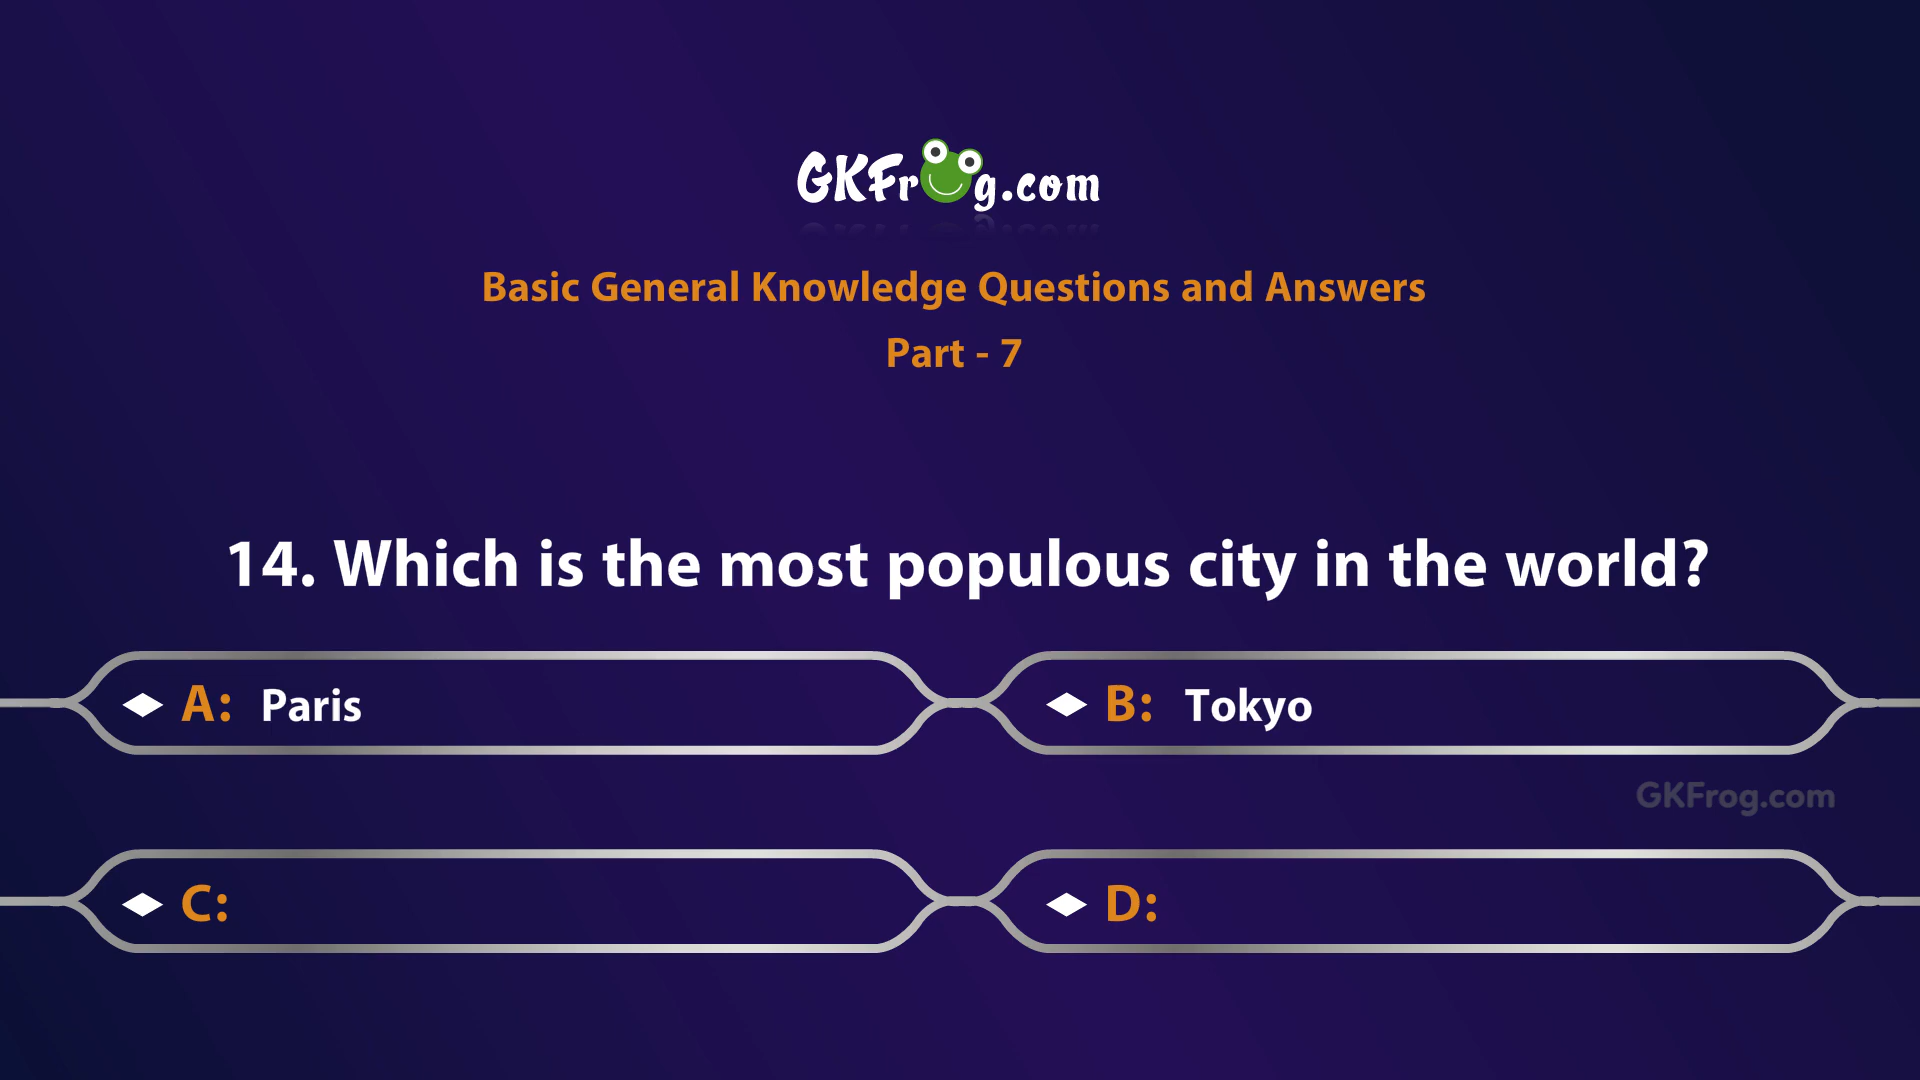 GKFrog.com
Basic General Knowledge Questions and Answers
Part - 7
14. Which is the most populous city in the world?
A: Paris
B: Tokyo
GKFrog.com
C:
D: